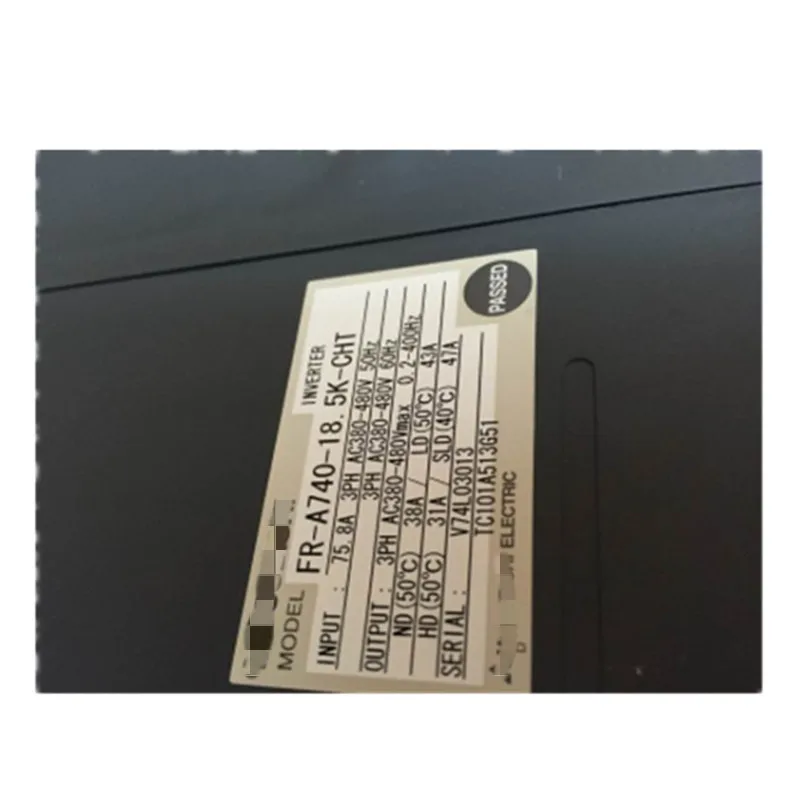 INVERTER
PASSED
MODEL FR-A740-18.5K-CHT
INPUT : 75.8A 3PH AC380-480V 50Hz
3PH AC380-480V 60Hz
OUTPUT : 3PH AC380-480Vmax 0.2-400Hz
ND(50℃) 38A / LD(50℃) 43A
HD(50℃) 31A / SLD(40℃) 47A
SERIAL : V74L03013
TC101A513G51
ELECTRIC